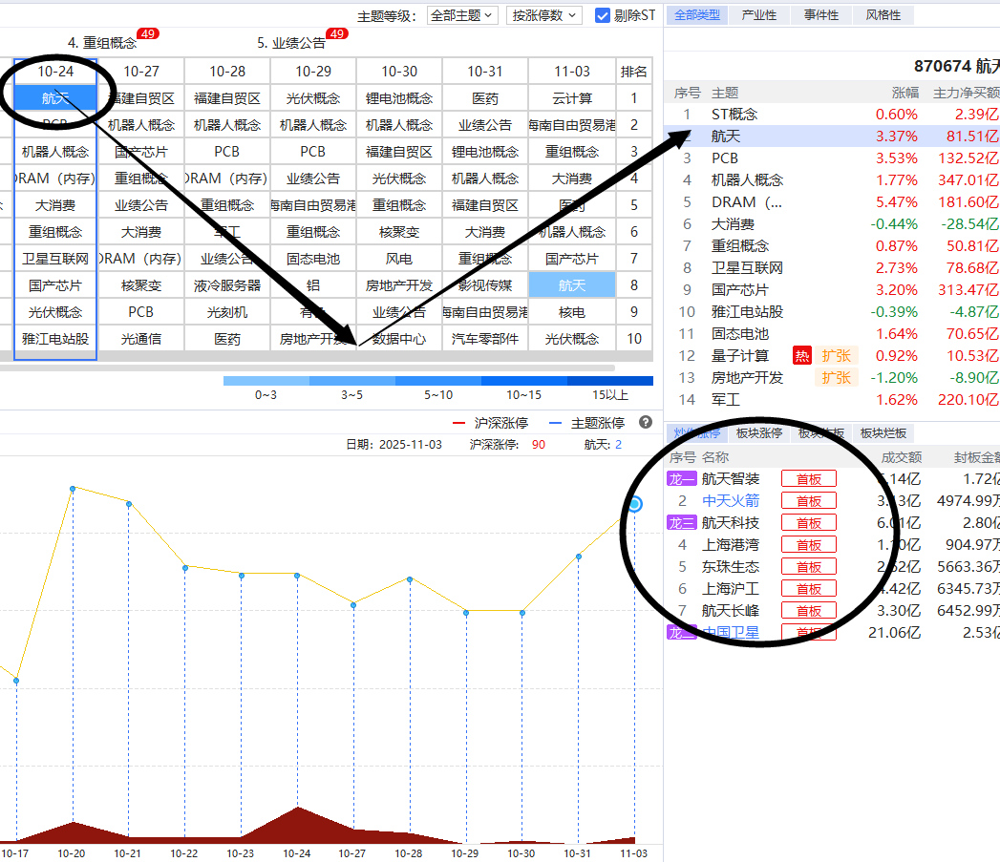 主题等级: 全部主题 按涨停数 剔除ST
4. 重组概念 49 5. 业绩公告 49
10-24 10-27 10-28 10-29 10-30 10-31 11-03 排名
航天 福建自贸区 福建自贸区 光伏概念 锂电池概念 医药 云计算 1
PCB 机器人概念 机器人概念 机器人概念 机器人概念 业绩公告 海南自由贸易港 2
机器人概念 国产芯片 PCB PCB 福建自贸区 锂电池概念 重组概念 3
DRAM(内存) 重组概念 DRAM(内存) 业绩公告 光伏概念 机器人概念 大消费 4
大消费 业绩公告 重组概念 海南自由贸易港 重组概念 福建自贸区 医药 5
重组概念 大消费 军工 重组概念 核聚变 大消费 机器人概念 6
卫星互联网 DRAM(内存) 业绩公告 固态电池 风电 重组概念 国产芯片 7
国产芯片 核聚变 液冷服务器 铝 房地产开发 影视传媒 航天 8
光伏概念 PCB 光刻机 业绩公告 海南自由贸易港 核电 9
雅江电站股 光通信 医药 房地产开发 数据中心 汽车零部件 光伏概念 10
0~3 3~5 5~10 10~15 15以上
沪深涨停 主题涨停 ?
日期: 2025-11-03 沪深涨停: 90 航天: 2
10-17 10-20 10-21 10-22 10-23 10-24 10-27 10-28 10-29 10-30 10-31 11-03
全部类型 产业性 事件性 风格性
870674 航天
序号 主题 涨幅 主力净买额
1 ST概念 0.60% 2.39亿
2 航天 3.37% 81.51亿
3 PCB 3.53% 132.52亿
4 机器人概念 1.77% 347.01亿
5 DRAM(... 5.47% 181.60亿
6 大消费 -0.44% -28.54亿
7 重组概念 0.87% 50.81亿
8 卫星互联网 2.73% 78.68亿
9 国产芯片 3.20% 313.47亿
10 雅江电站股 -0.39% -4.87亿
11 固态电池 1.64% 70.65亿
12 量子计算 热 扩张 0.92% 10.53亿
13 房地产开发 扩张 -1.20% -8.90亿
14 军工 1.62% 220.10亿
炒作涨停 板块涨停 板块炸板 板块烂板
序号 名称 成交额 封板金额
龙一 航天智装 首板 .14亿 1.72亿
2 中天火箭 首板 3.13亿 4974.99万
龙三 航天科技 首板 6.01亿 2.80亿
4 上海港湾 首板 1.10亿 904.97万
5 东珠生态 首板 2.52亿 5663.36万
6 上海沪工 首板 .42亿 6345.73万
7 航天长峰 首板 3.30亿 6452.99万
龙二 中国卫星 首板 21.06亿 2.53亿